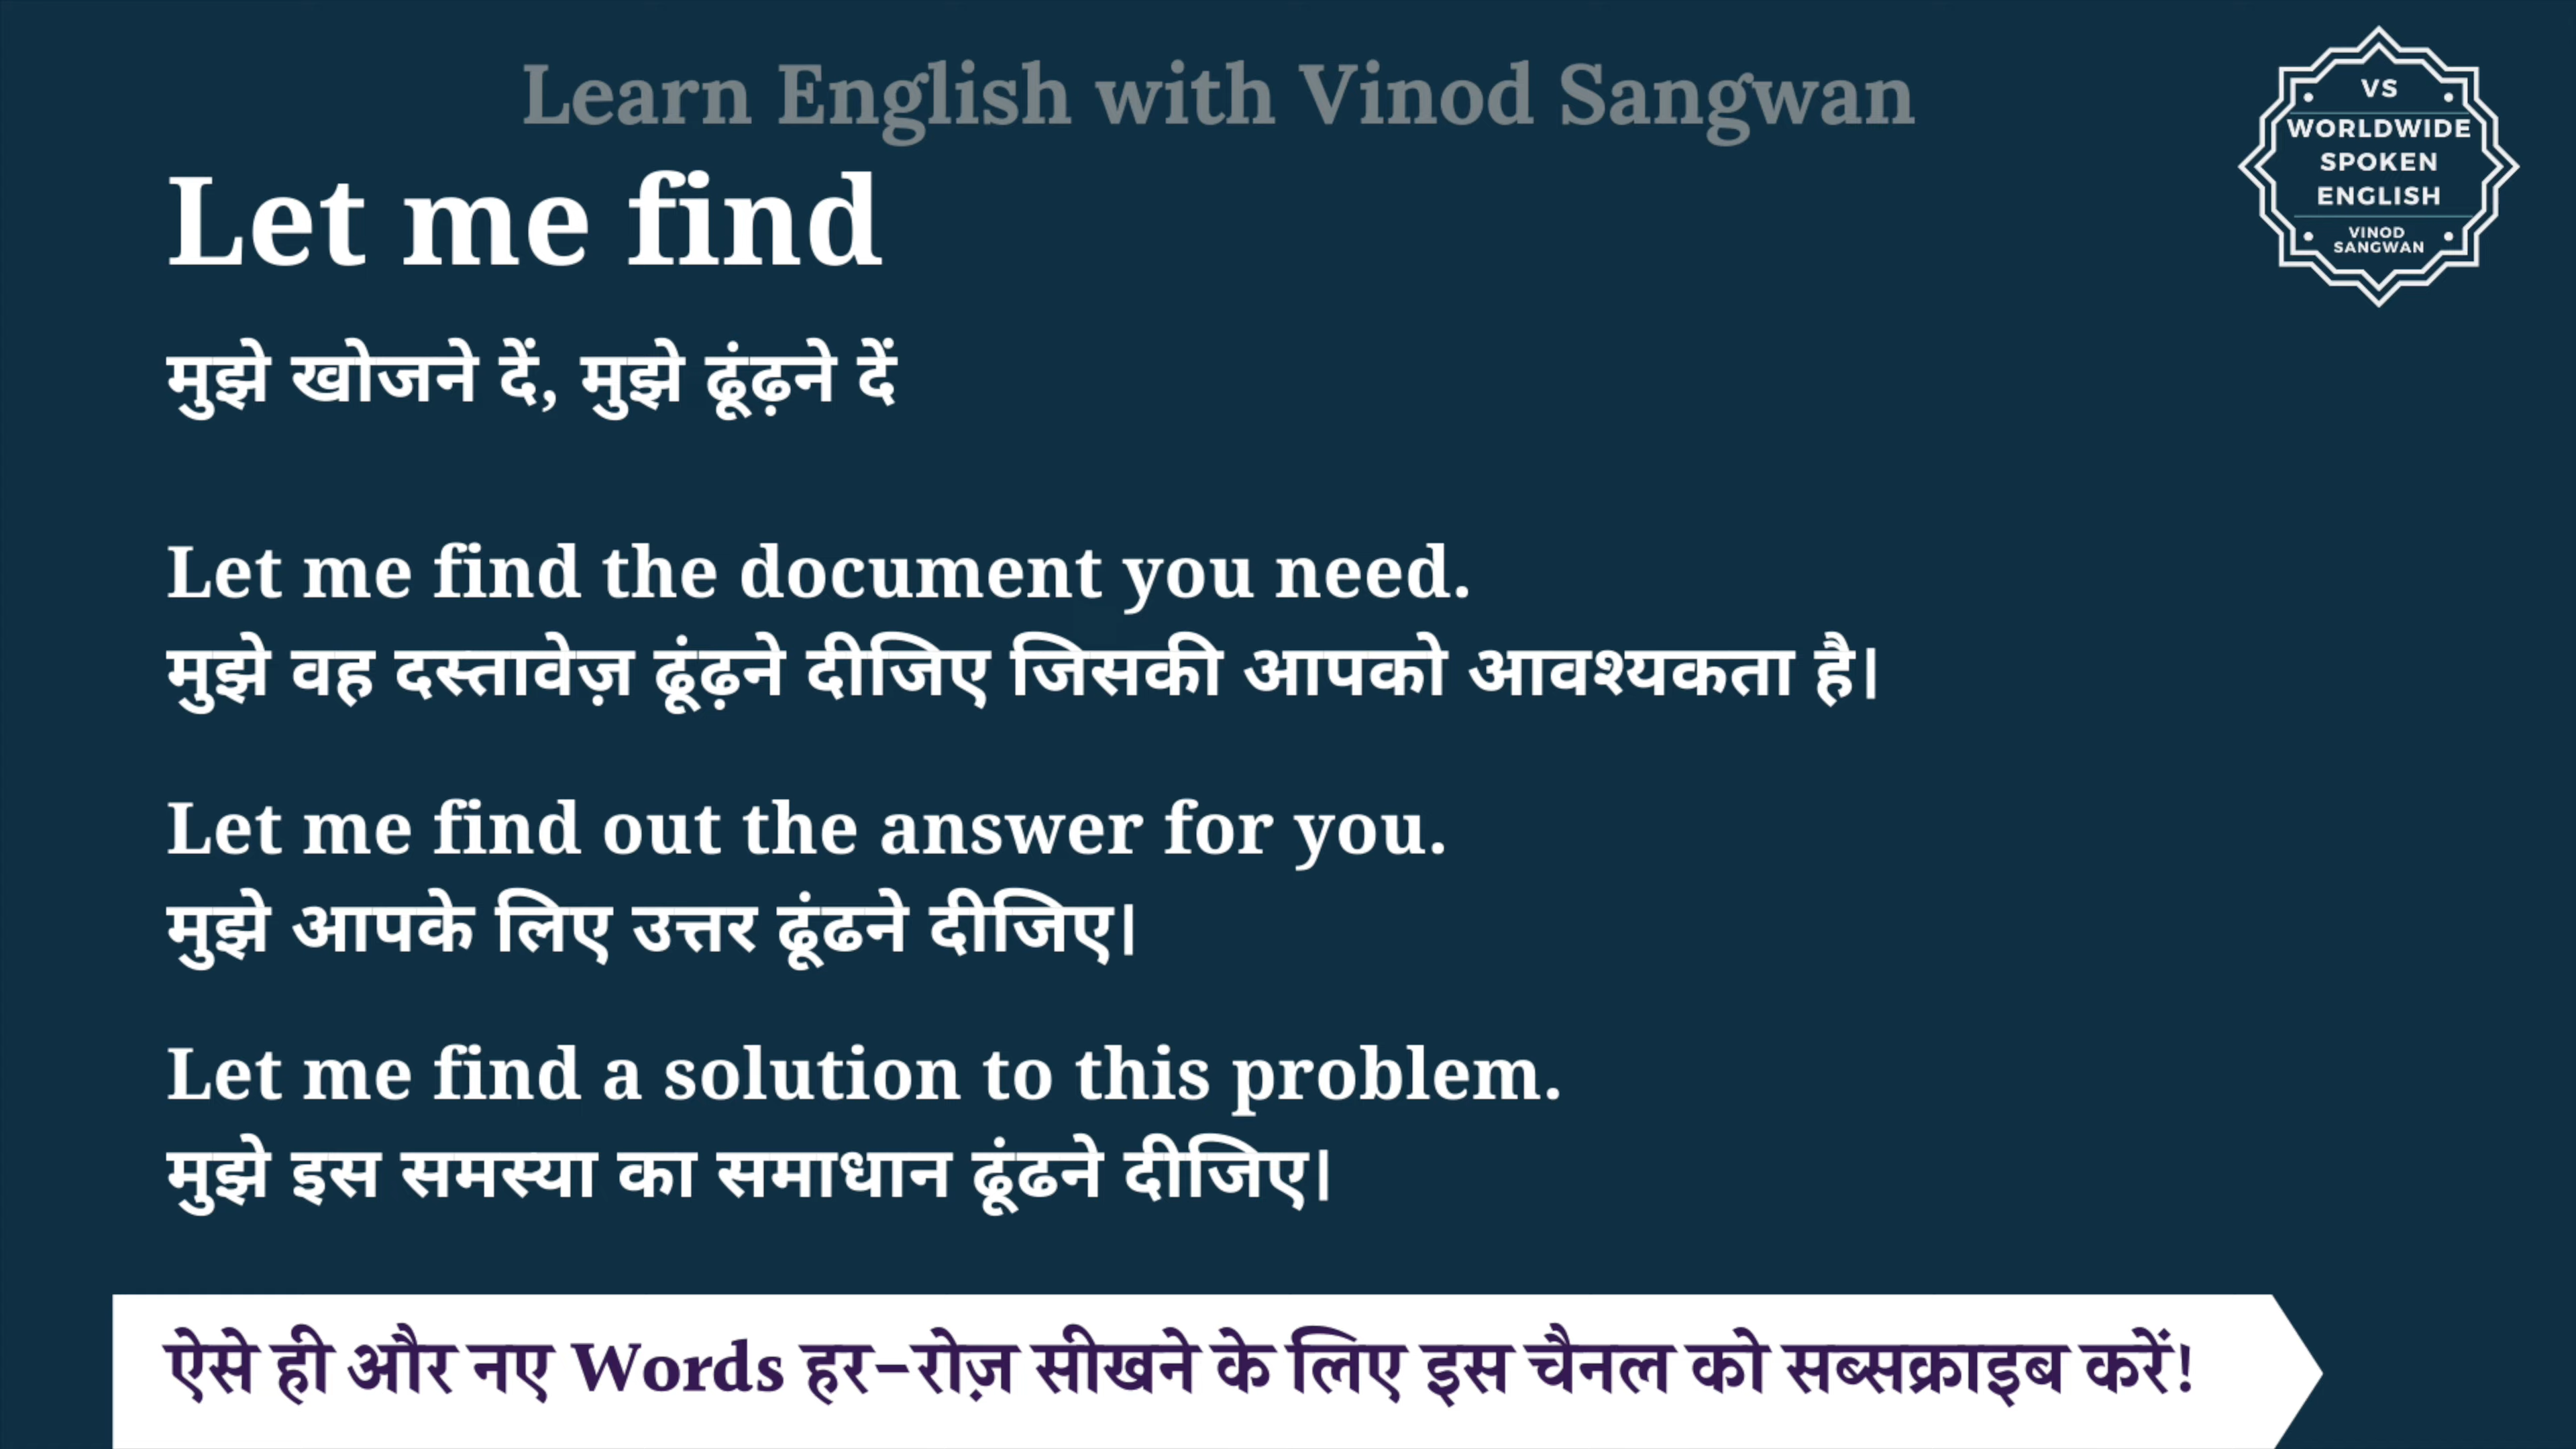 Learn English with Vinod Sangwan
VS
WORLDWIDE
SPOKEN
ENGLISH
VINOD
SANGWAN
Let me find
मुझे खोजने दें, मुझे ढूंढ़ने दें
Let me find the document you need.
मुझे वह दस्तावेज़ ढूंढ़ने दीजिए जिसकी आपको आवश्यकता है।
Let me find out the answer for you.
मुझे आपके लिए उत्तर ढूंढने दीजिए।
Let me find a solution to this problem.
मुझे इस समस्या का समाधान ढूंढने दीजिए।
ऐसे ही और नए Words हर-रोज़ सीखने के लिए इस चैनल को सब्सक्राइब करें!